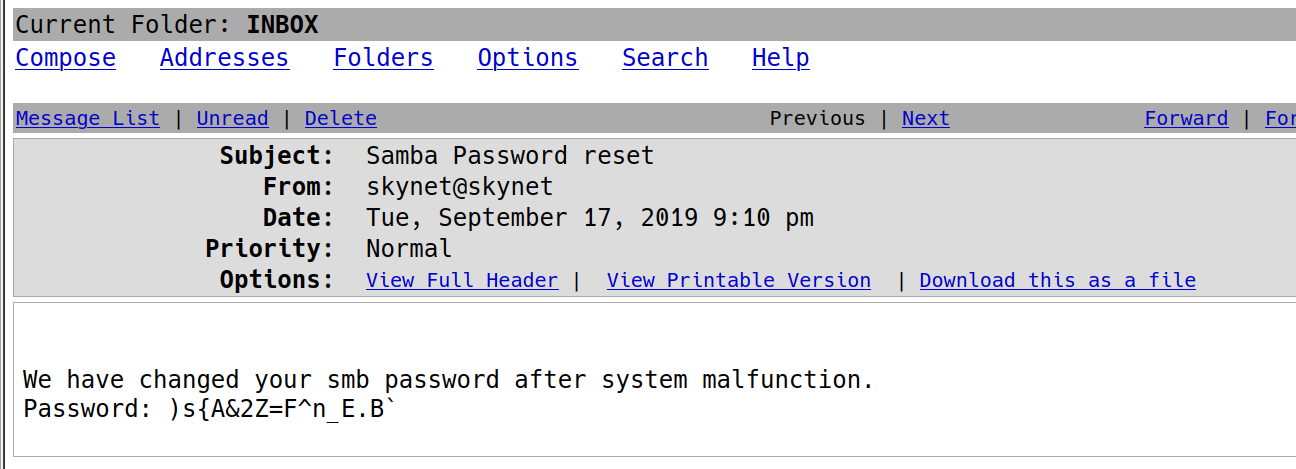 Current Folder: INBOX
Compose Addresses Folders Options Search Help
Message List | Unread | Delete Previous | Next Forward |
Subject: Samba Password reset
From: skynet@skynet
Date: Tue, September 17, 2019 9:10 pm
Priority: Normal
Options: View Full Header | View Printable Version | Download this as a file
We have changed your smb password after system malfunction.
Password: )s{A&2Z=F^n_E.B`